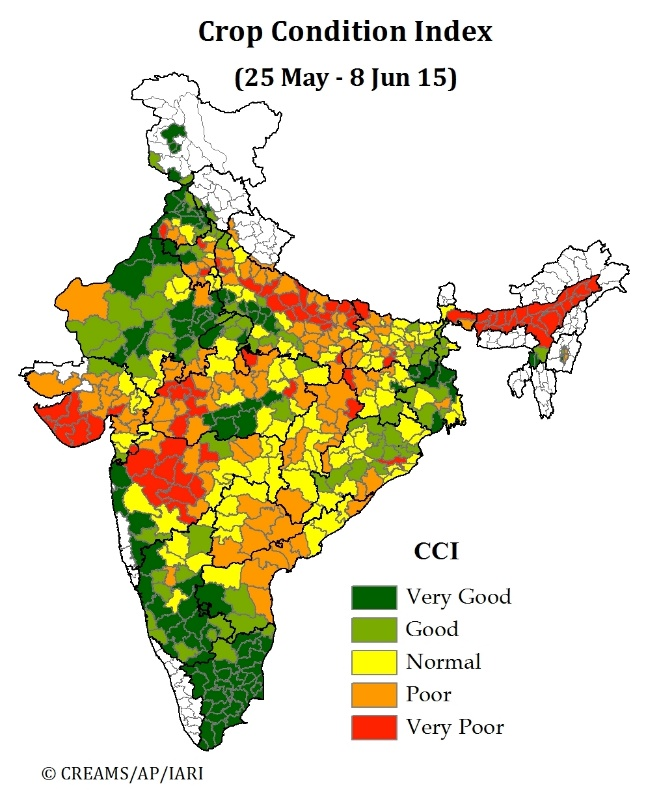 Crop Condition Index
(25 May - 8 Jun 15)
CCI
Very Good
Good
Normal
Poor
Very Poor
© CREAMS/AP/IARI